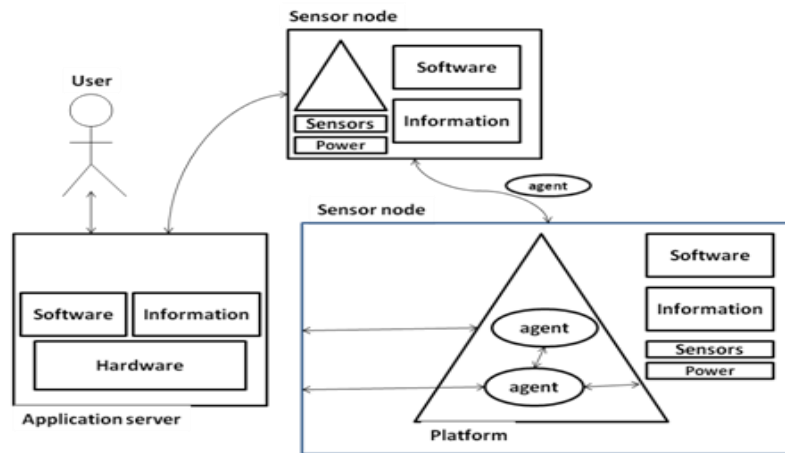 Sensor node
Software
Information
Sensors
Power
User
agent
Sensor node
Software
Information
Hardware
Application server
Software
Information
Sensors
Power
agent
agent
Platform